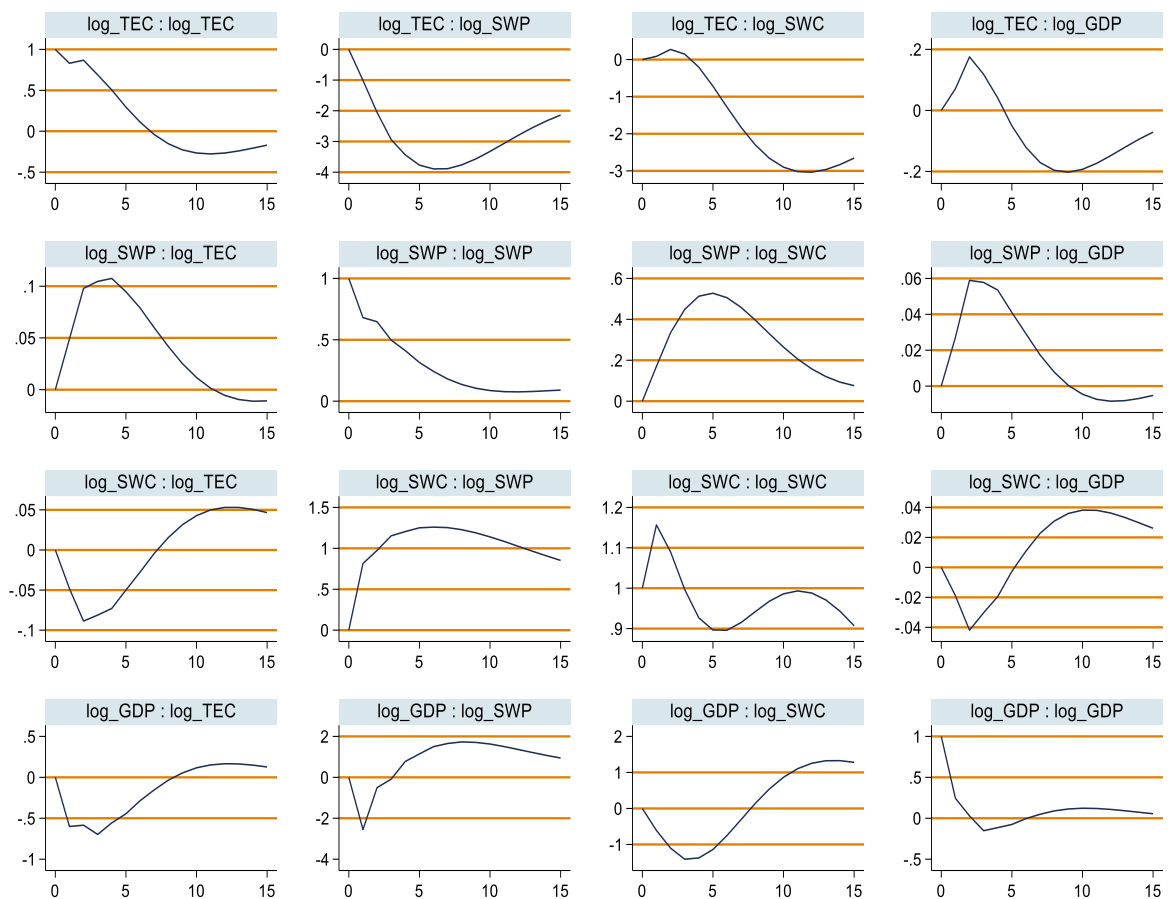 log_TEC : log_TEC
1
.5
0
-.5
0 5 10 15
log_TEC : log_SWP
0
-1
-2
-3
-4
0 5 10 15
log_TEC : log_SWC
0
-1
-2
-3
0 5 10 15
log_TEC : log_GDP
.2
0
-.2
0 5 10 15
log_SWP : log_TEC
.1
.05
0
0 5 10 15
log_SWP : log_SWP
1
.5
0
0 5 10 15
log_SWP : log_SWC
.6
.4
.2
0
0 5 10 15
log_SWP : log_GDP
.06
.04
.02
0
0 5 10 15
log_SWC : log_TEC
.05
0
-.05
-.1
0 5 10 15
log_SWC : log_SWP
1.5
1
.5
0
0 5 10 15
log_SWC : log_SWC
1.2
1.1
1
.9
0 5 10 15
log_SWC : log_GDP
.04
.02
0
-.02
-.04
0 5 10 15
log_GDP : log_TEC
.5
0
-.5
-1
0 5 10 15
log_GDP : log_SWP
2
0
-2
-4
0 5 10 15
log_GDP : log_SWC
2
1
0
-1
0 5 10 15
log_GDP : log_GDP
1
.5
0
-.5
0 5 10 15